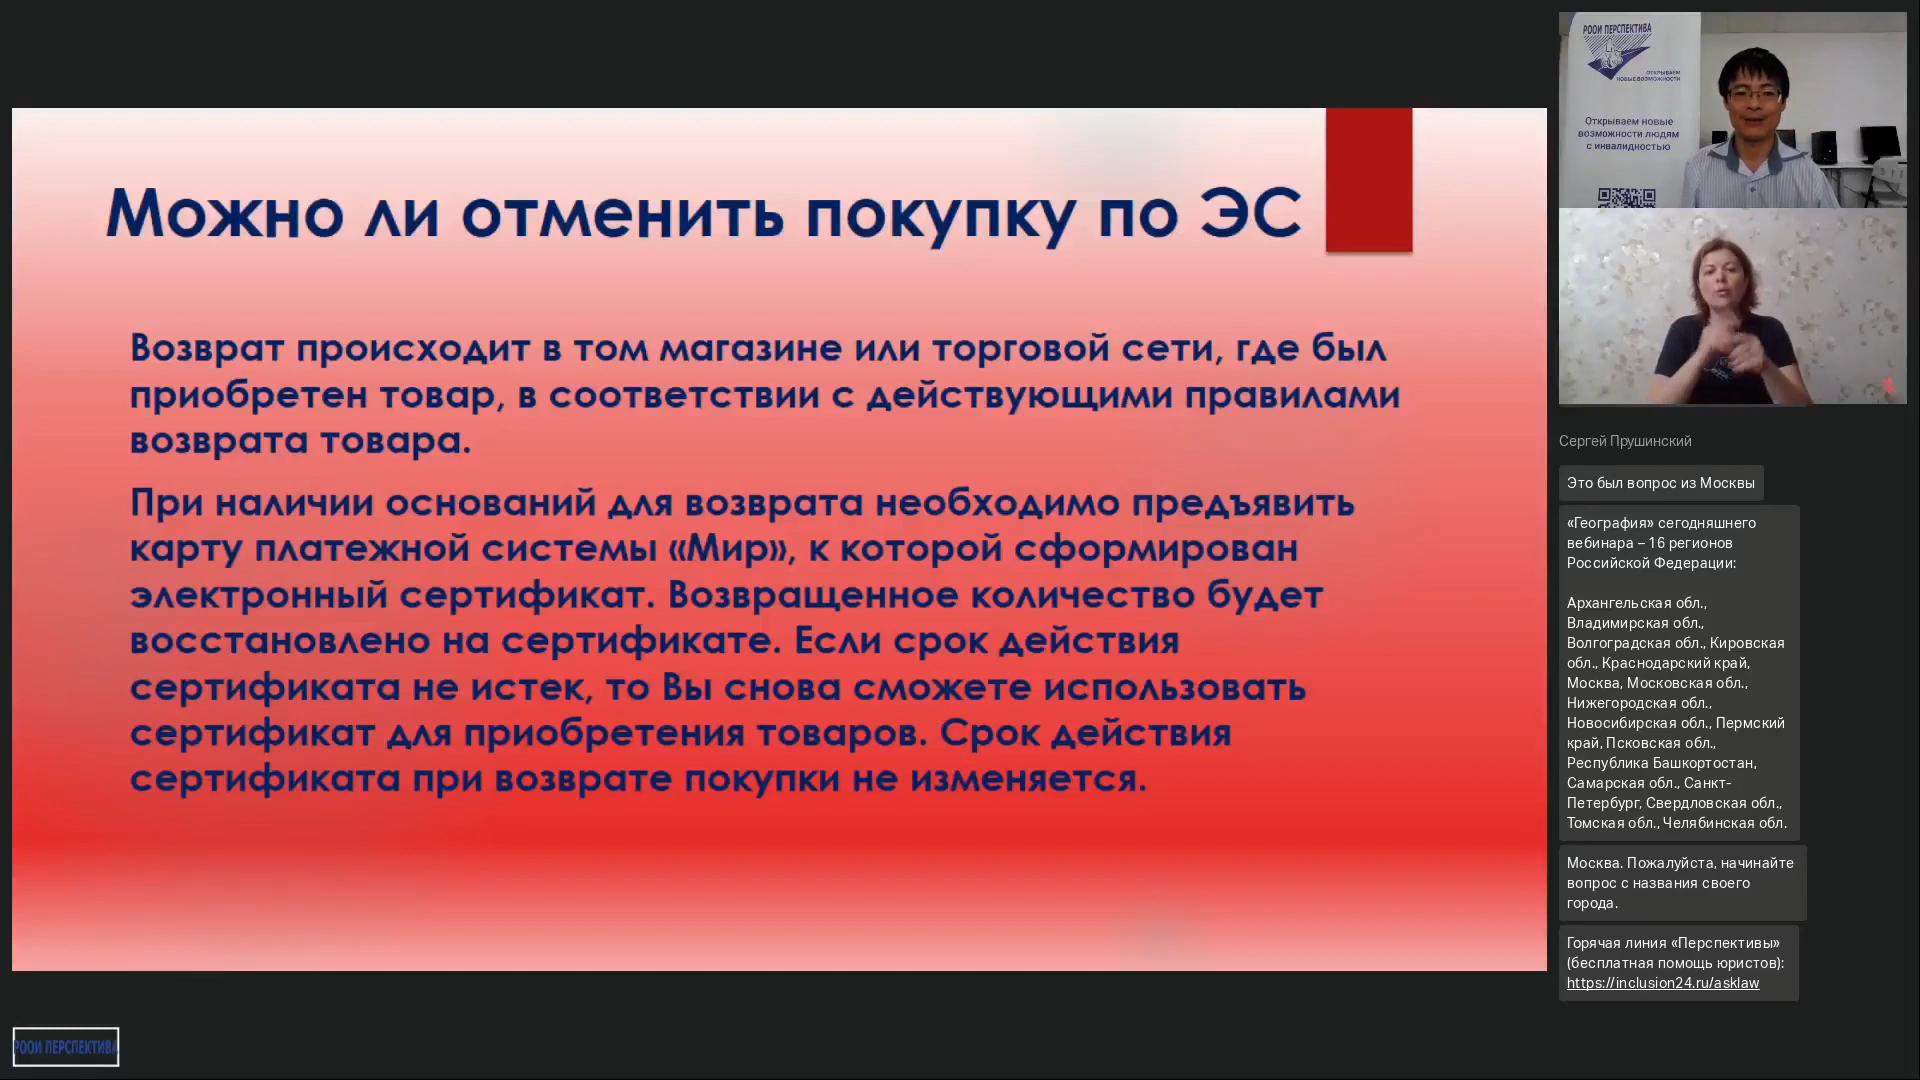 Можно ли отменить покупку по ЭС
Возврат происходит в том магазине или торговой сети, где был
приобретен товар, в соответствии с действующими правилами
возврата товара.
При наличии оснований для возврата необходимо предъявить
карту платежной системы «Мир», к которой сформирован
электронный сертификат. Возвращенное количество будет
восстановлено на сертификате. Если срок действия
сертификата не истек, то Вы снова сможете использовать
сертификат для приобретения товаров. Срок действия
сертификата при возврате покупки не изменяется.
РООИ ПЕРСПЕКТИВА
РООИ ПЕРСПЕКТИВА
ОТКРЫВАЕМ
НОВЫЕ ВОЗМОЖНОСТИ
Открываем новые
возможности людям
с инвалидностью
Сергей Прушинский
Это был вопрос из Москвы
«География» сегодняшнего
вебинара – 16 регионов
Российской Федерации:
Архангельская обл.,
Владимирская обл.,
Волгоградская обл., Кировская
обл., Краснодарский край,
Москва, Московская обл.,
Нижегородская обл.,
Новосибирская обл., Пермский
край, Псковская обл.,
Республика Башкортостан,
Самарская обл., Санкт-
Петербург, Свердловская обл.,
Томская обл., Челябинская обл.
Москва. Пожалуйста, начинайте
вопрос с названия своего
города.
Горячая линия «Перспективы»
(бесплатная помощь юристов):
https://inclusion24.ru/asklaw